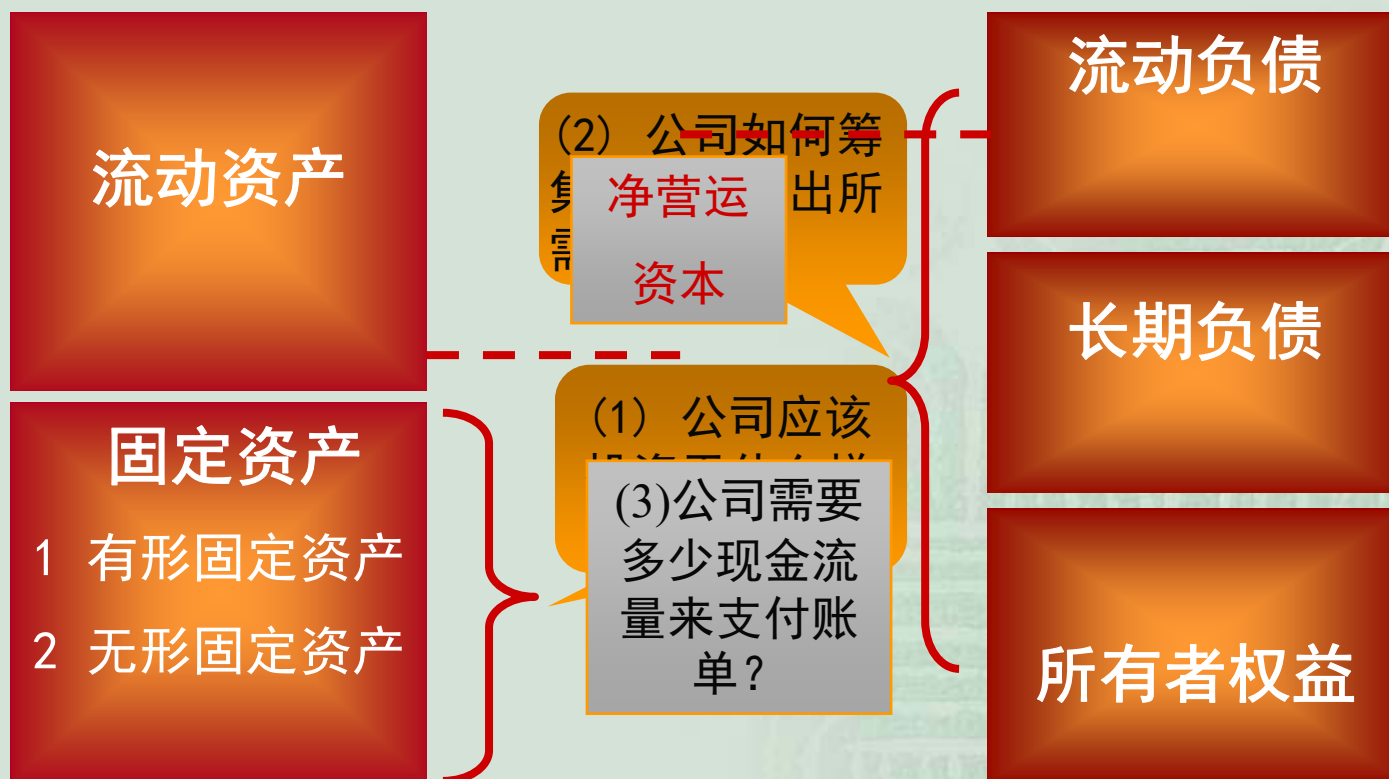 流动资产
固定资产
1 有形固定资产
2 无形固定资产
(2) 公司如何筹
出所
净营运
资本
(1) 公司应该
(3)公司需要
多少现金流
量来支付账
单?
流动负债
长期负债
所有者权益